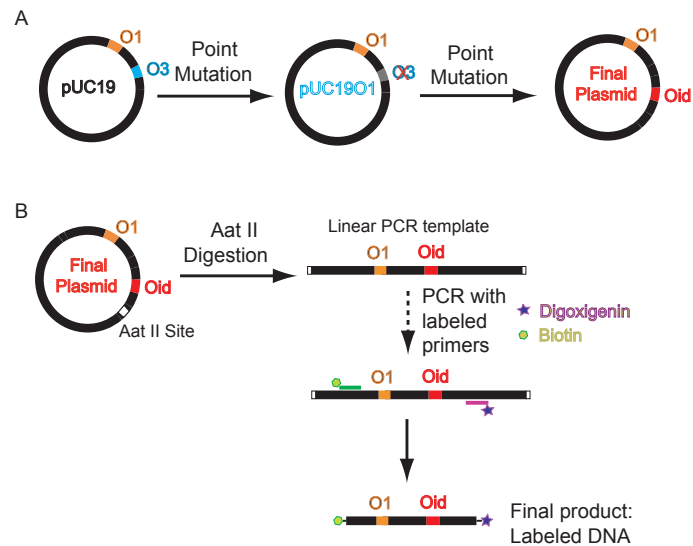 A
O1
O3
pUC19
Point
Mutation
O1
O3
pUC19O1
Point
Mutation
O1
Final
Plasmid
Oid
B
O1
Final
Plasmid
Oid
Aat II Site
Aat II
Digestion
Linear PCR template
O1
Oid
PCR with
labeled
primers
Digoxigenin
Biotin
O1
Oid
O1
Oid
Final product:
Labeled DNA